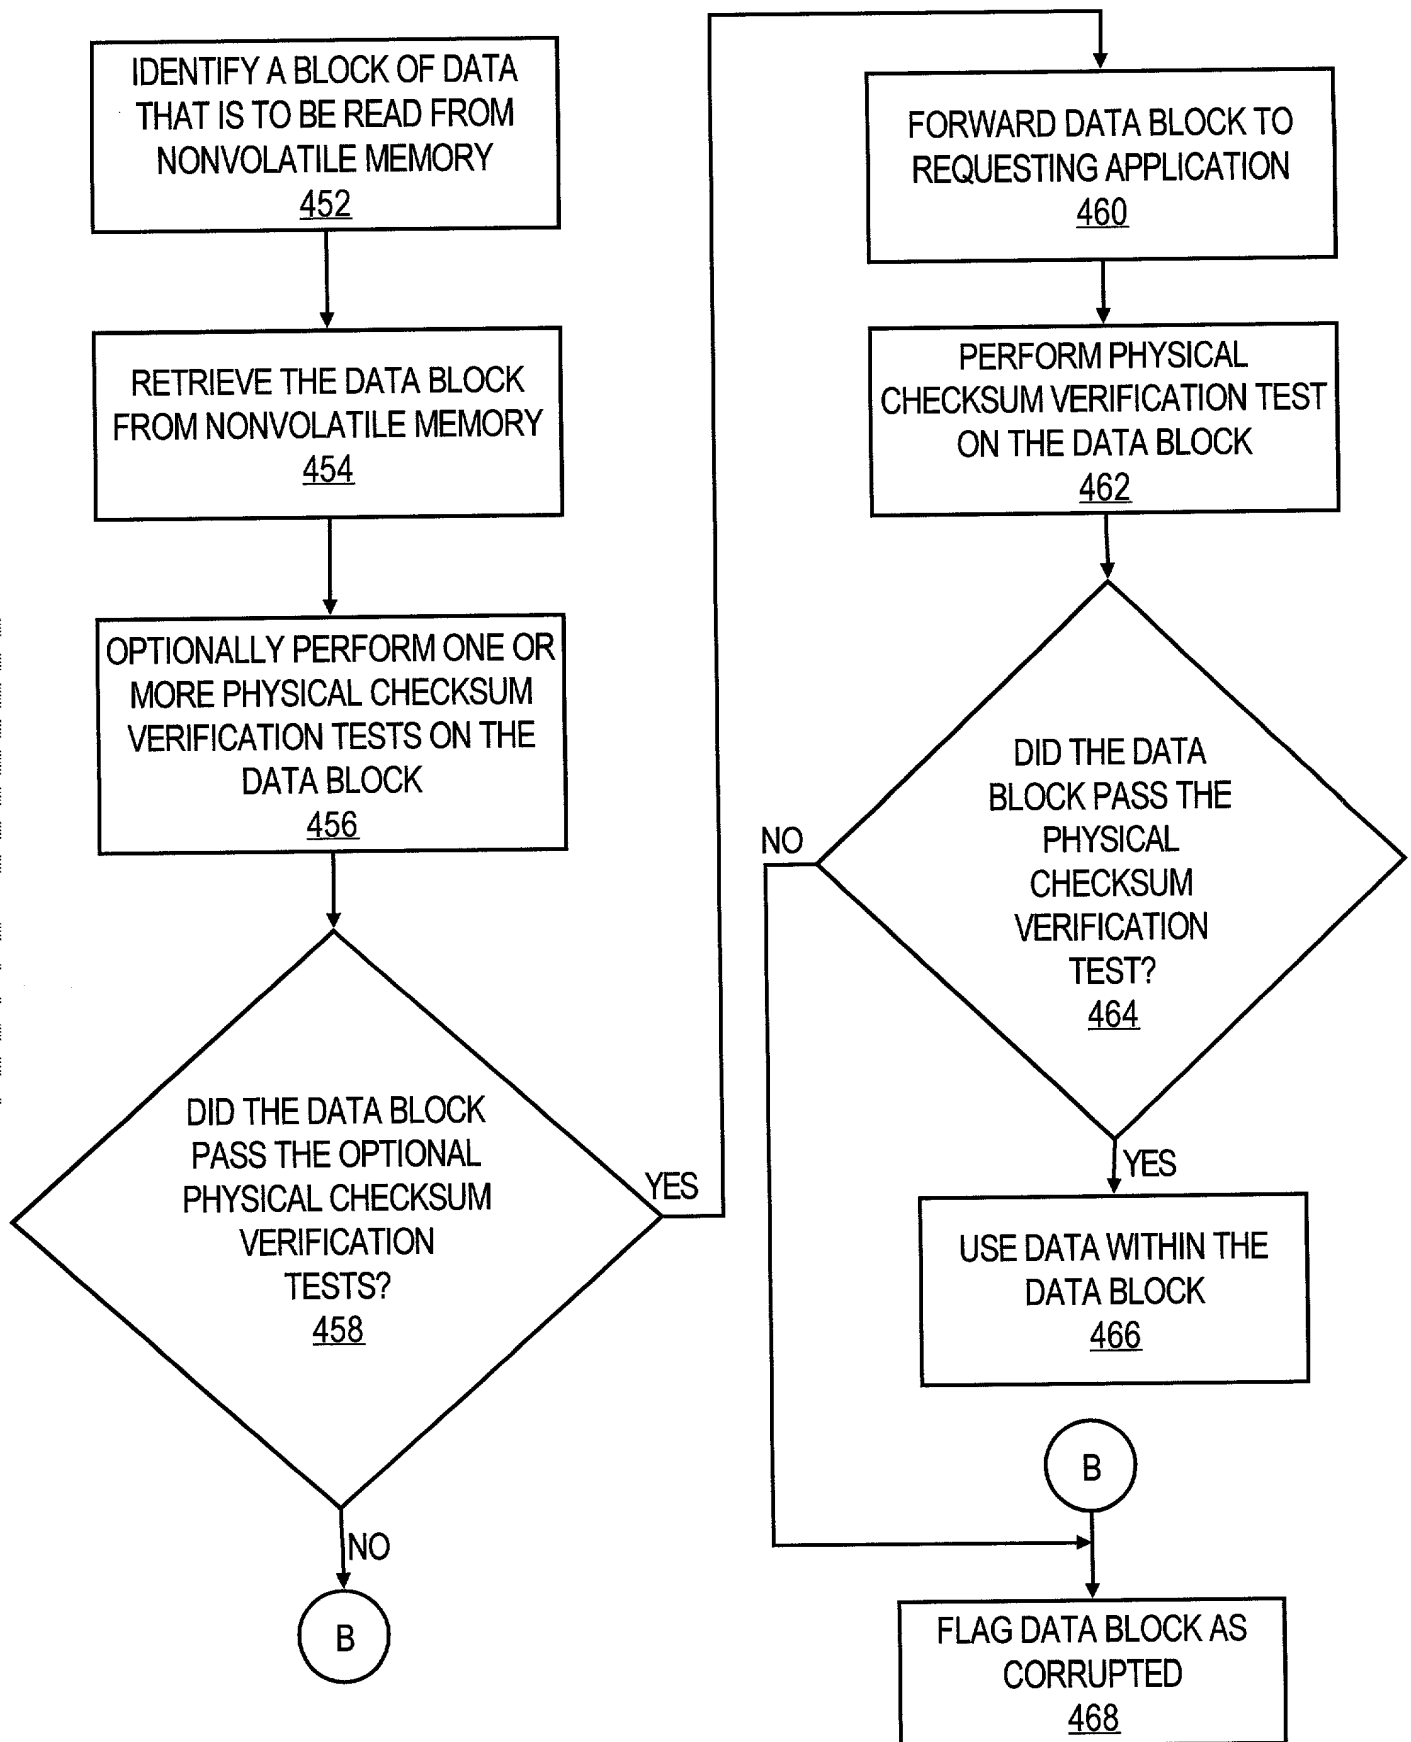 IDENTIFY A BLOCK OF DATA
THAT IS TO BE READ FROM
NONVOLATILE MEMORY
452
RETRIEVE THE DATA BLOCK
FROM NONVOLATILE MEMORY
454
OPTIONALLY PERFORM ONE OR
MORE PHYSICAL CHECKSUM
VERIFICATION TESTS ON THE
DATA BLOCK
456
DID THE DATA BLOCK
PASS THE OPTIONAL
PHYSICAL CHECKSUM
VERIFICATION
TESTS?
458
YES
NO
B
FORWARD DATA BLOCK TO
REQUESTING APPLICATION
460
PERFORM PHYSICAL
CHECKSUM VERIFICATION TEST
ON THE DATA BLOCK
462
DID THE DATA
BLOCK PASS THE
PHYSICAL
CHECKSUM
VERIFICATION
TEST?
464
NO
YES
USE DATA WITHIN THE
DATA BLOCK
466
B
FLAG DATA BLOCK AS
CORRUPTED
468